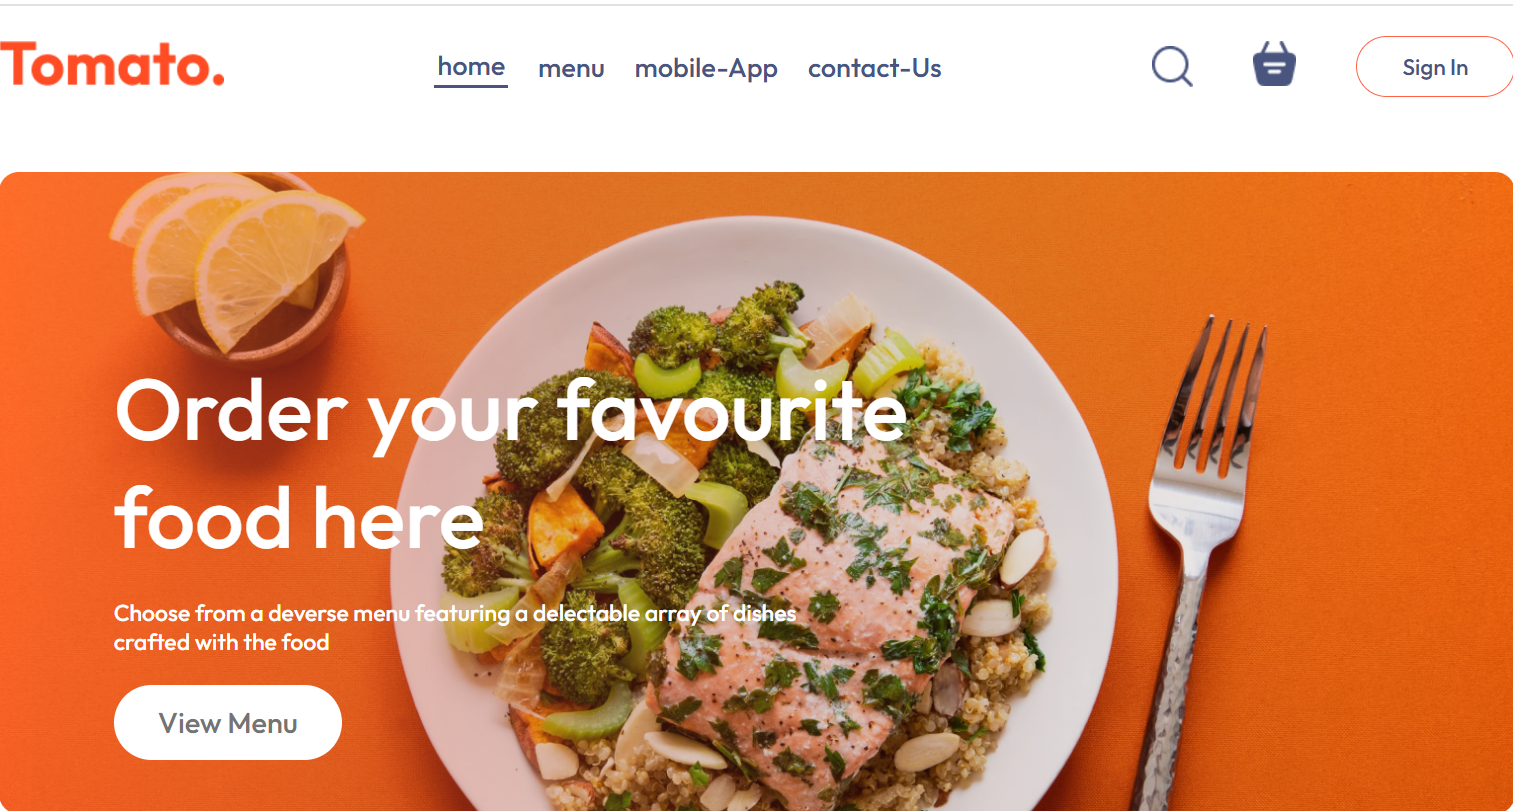 Tomato.
home menu mobile-App contact-Us
Sign In
Order your favourite
food here
Choose from a deverse menu featuring a delectable array of dishes
crafted with the food
View Menu